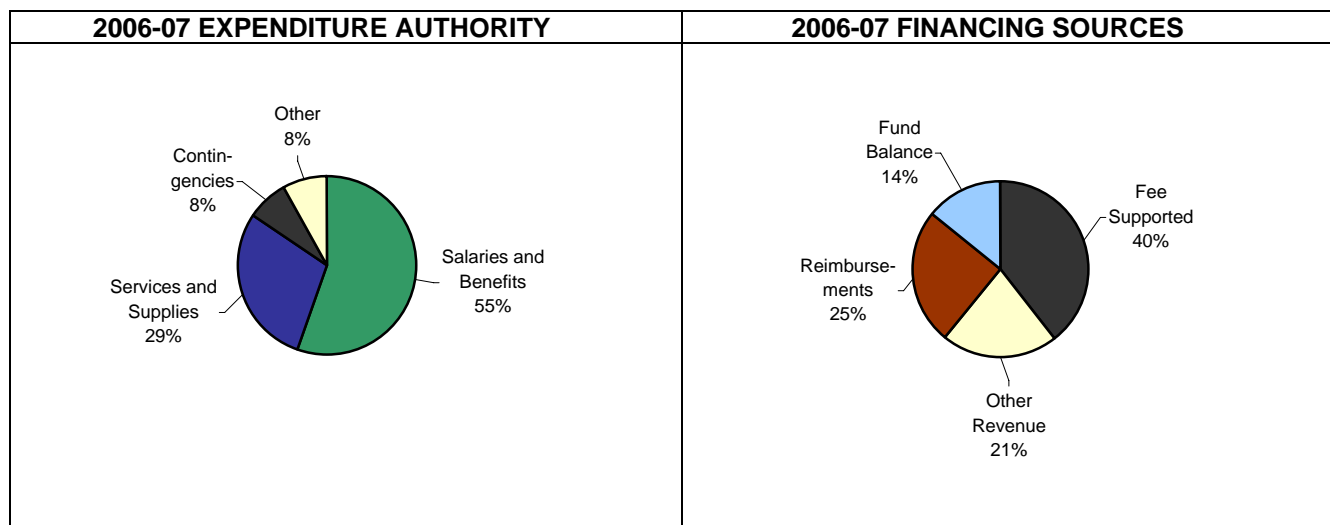 2006-07 EXPENDITURE AUTHORITY
Other
8%
Contin-
gencies
8%
Services and
Supplies
29%
Salaries and
Benefits
55%
2006-07 FINANCING SOURCES
Fund
Balance
14%
Fee
Supported
40%
Reimburse-
ments
25%
Other
Revenue
21%